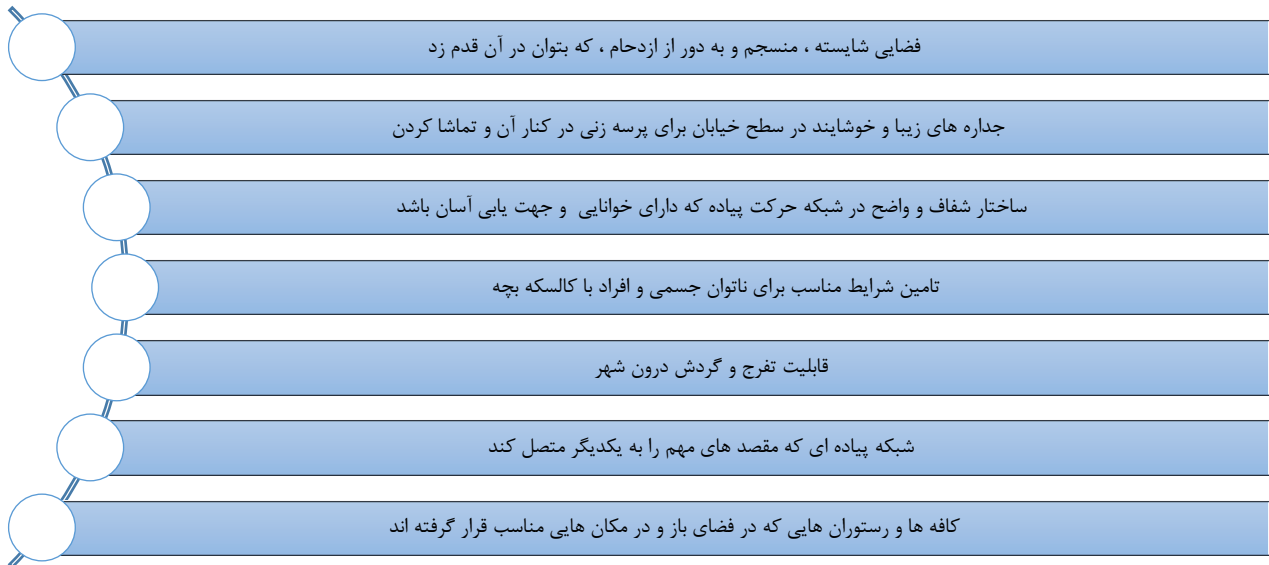 فضایی شایسته ، منسجم و به دور از ازدحام ، که بتوان در آن قدم زد
جداره های زیبا و خوشایند در سطح خیابان برای پرسه زنی در کنار آن و تماشا کردن
ساختار شفاف و واضح در شبکه حرکت پیاده که دارای خوانایی و جهت یابی آسان باشد
تامین شرایط مناسب برای ناتوان جسمی و افراد با کالسکه بچه
قابلیت تفرج و گردش درون شهر
شبکه پیاده ای که مقصد های مهم را به یکدیگر متصل کند
کافه ها و رستوران هایی که در فضای باز و در مکان هایی مناسب قرار گرفته اند